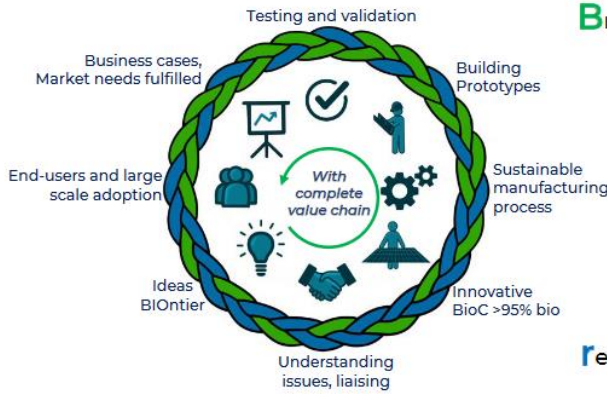 Testing and validation
Business cases,
Market needs fulfilled
Building
Prototypes
End-users and large
scale adoption
With
complete
value chain
Sustainable
manufacturing
process
Ideas
BIOntier
Innovative
BioC >95% bio
Understanding
issues, liaising